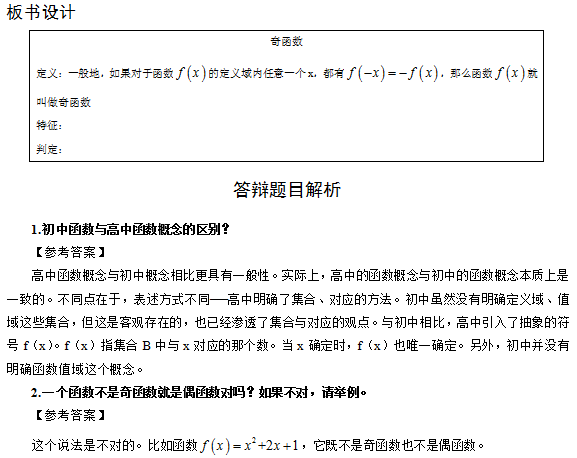 板书设计
奇函数
定义：一般地，如果对于函数 f(x) 的定义域内任意一个 x，都有 f(−x)=−f(x)，那么函数 f(x) 就
叫做奇函数
特征：
判定：
答辩题目解析
1.初中函数与高中函数概念的区别？
【参考答案】
高中函数概念与初中概念相比更具有一般性。实际上，高中的函数概念与初中的函数概念本质上是
一致的。不同点在于，表述方式不同──高中明确了集合、对应的方法。初中虽然没有明确定义域、值
域这些集合，但这是客观存在的，也已经渗透了集合与对应的观点。与初中相比，高中引入了抽象的符
号 f（x）。f（x）指集合 B 中与 x 对应的那个数。当 x 确定时，f（x）也唯一确定。另外，初中并没有
明确函数值域这个概念。
2.一个函数不是奇函数就是偶函数对吗？如果不对，请举例。
【参考答案】
这个说法是不对的。比如函数 f(x)=x²+2x+1，它既不是奇函数也不是偶函数。